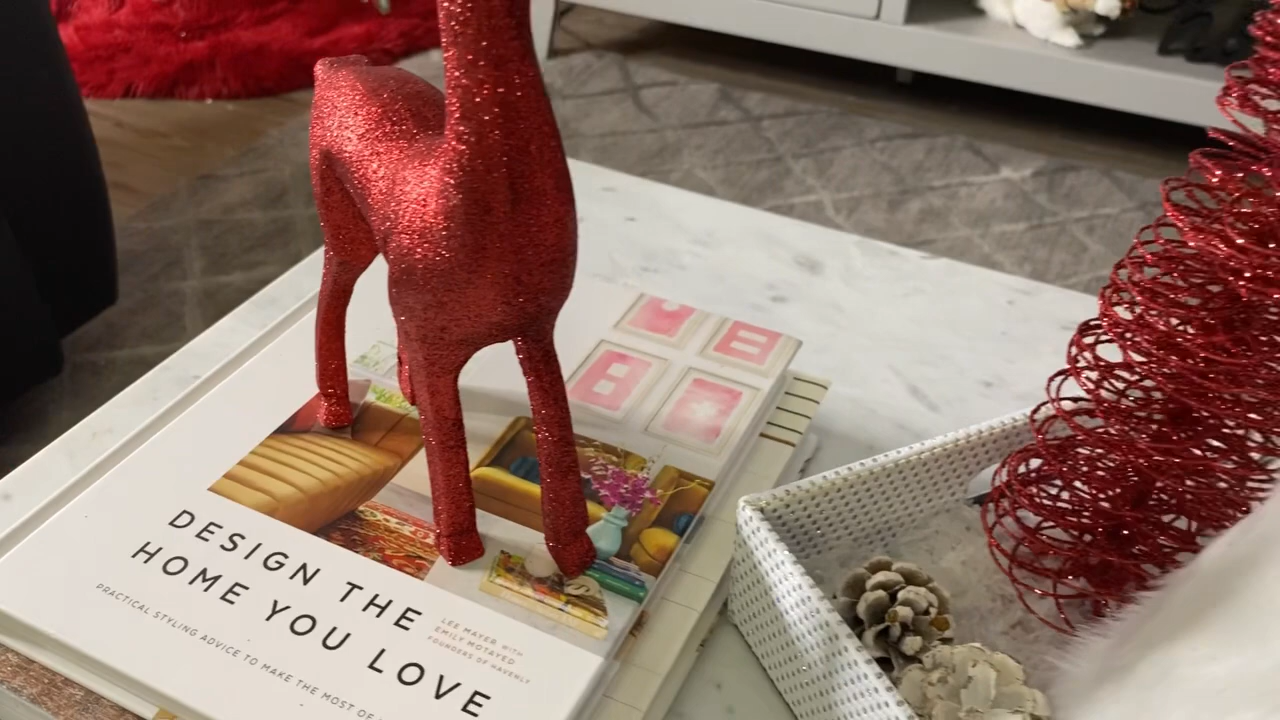 DESIGN THE
HOME YOU LOVE
LEE MAYER WITH
EMILY MOTAYED
FOUNDERS OF HAVENLY
PRACTICAL STYLING ADVICE TO MAKE THE MOST OF